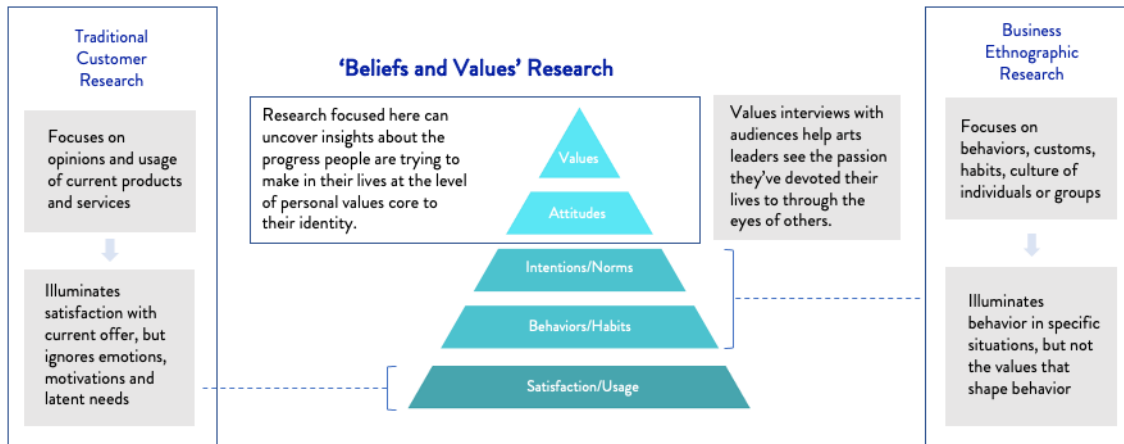 Traditional
Customer
Research
Focuses on
opinions and usage
of current products
and services
Illuminates
satisfaction with
current offer, but
ignores emotions,
motivations and
latent needs
‘Beliefs and Values’ Research
Research focused here can
uncover insights about the
progress people are trying to
make in their lives at the level
of personal values core to
their identity.
Values
Attitudes
Intentions/Norms
Behaviors/Habits
Satisfaction/Usage
Values interviews with
audiences help arts
leaders see the passion
they’ve devoted their
lives to through the
eyes of others.
Business
Ethnographic
Research
Focuses on
behaviors, customs,
habits, culture of
individuals or groups
Illuminates
behavior in specific
situations, but not
the values that
shape behavior